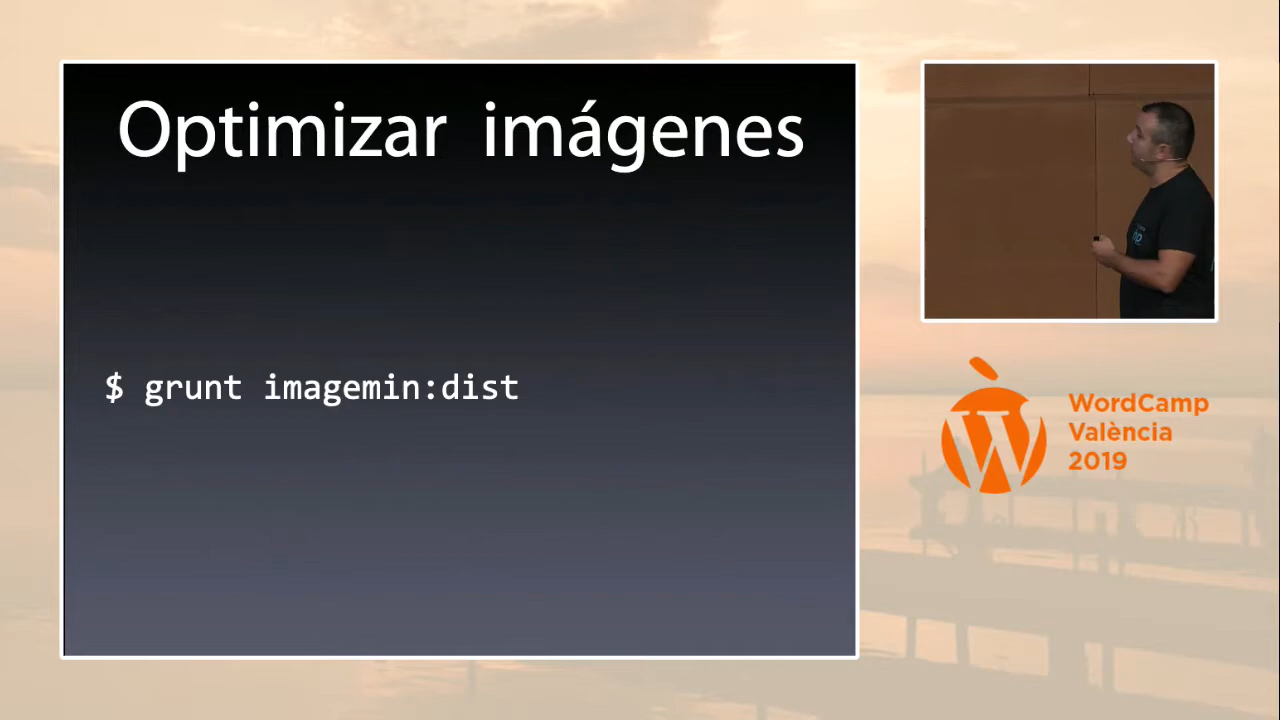 Optimizar imágenes
$ grunt imagemin:dist
WordCamp
València
2019